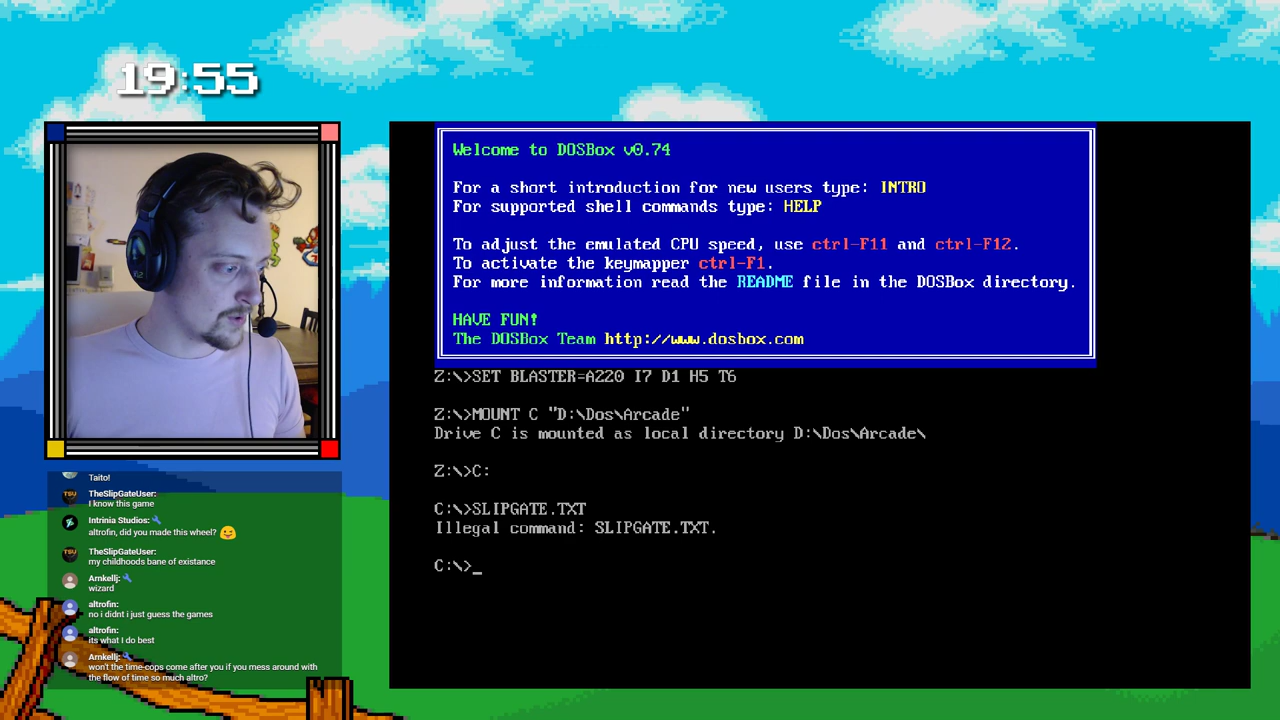 19:55
Welcome to DOSBox v0.74
For a short introduction for new users type: INTRO
For supported shell commands type: HELP
To adjust the emulated CPU speed, use ctrl-F11 and ctrl-F12.
To activate the keymapper ctrl-F1.
For more information read the README file in the DOSBox directory.
HAVE FUN!
The DOSBox Team http://www.dosbox.com
Z:\>SET BLASTER=A220 I7 D1 H5 T6
Z:\>MOUNT C "D:\Dos\Arcade"
Drive C is mounted as local directory D:\Dos\Arcade\
Z:\>C:
C:\>SLIPGATE.TXT
Illegal command: SLIPGATE.TXT.
C:\>_
Taito!
TSU
TheSlipGateUser:
I know this game
Intrinia Studios:
altrofin, did you made this wheel?
TSU
TheSlipGateUser:
my childhoods bane of existance
Arnkellj:
wizard
altrofin:
no i didnt i just guess the games
altrofin:
its what I do best
Arnkellj:
won't the time-cops come after you if you mess around with
the flow of time so much altro?